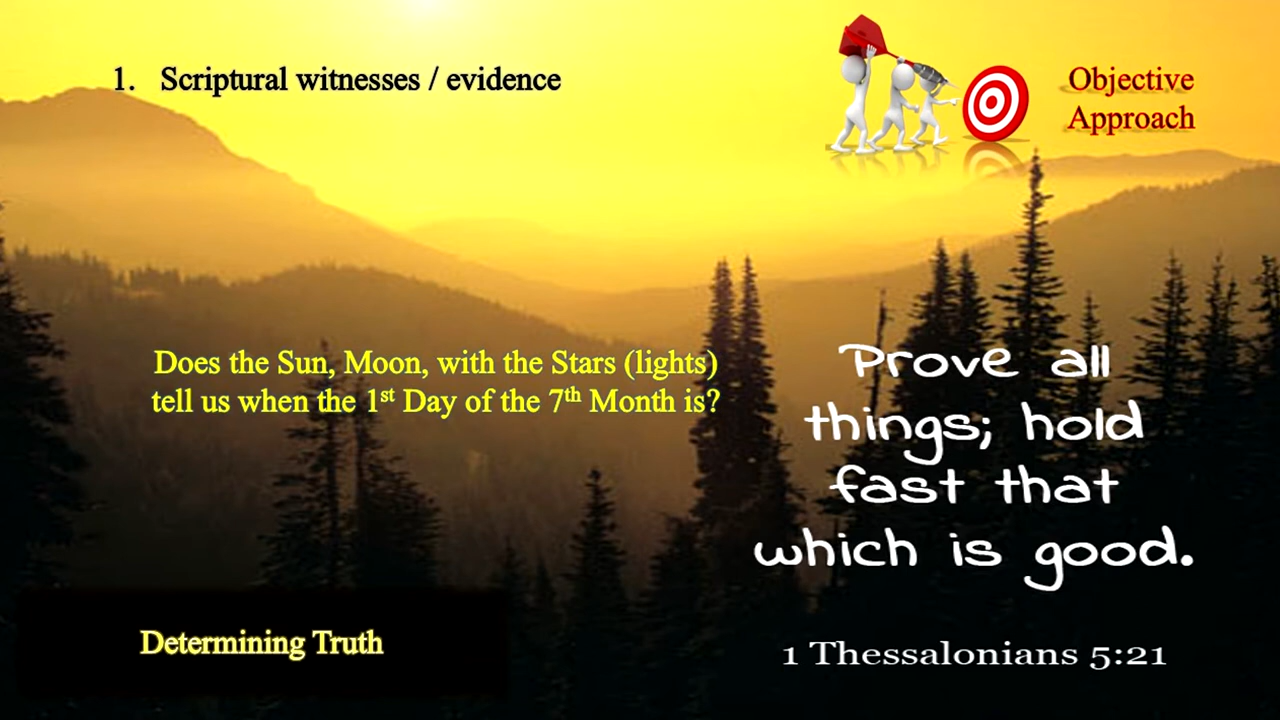 1. Scriptural witnesses / evidence
Objective
Approach
Does the Sun, Moon, with the Stars (lights)
tell us when the 1st Day of the 7th Month is?
Prove all
things; hold
fast that
which is good.
1 Thessalonians 5:21
Determining Truth